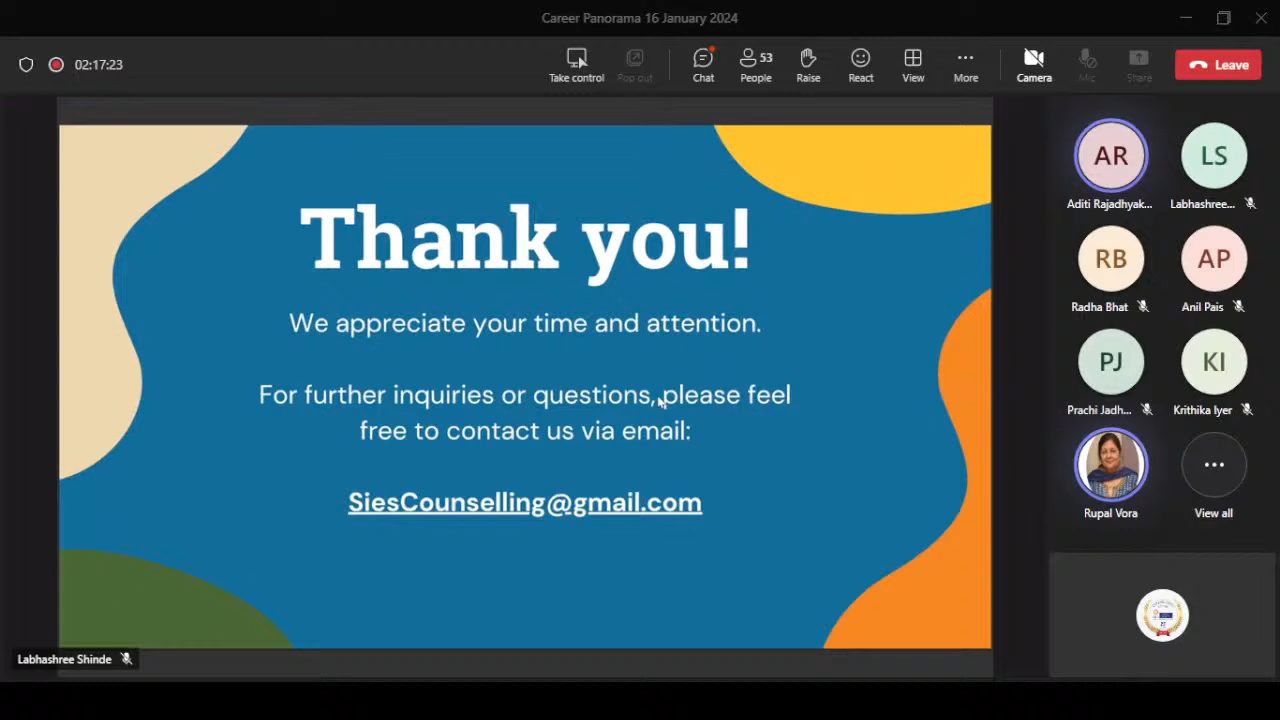 Career Panorama 16 January 2024
02:17:23
Take control
Pop out
Chat
53
People
Raise
React
View
More
Camera
Mic
Share
Leave
Thank you!
We appreciate your time and attention.
For further inquiries or questions, please feel
free to contact us via email:
SiesCounselling@gmail.com
AR
LS
Aditi Rajadhyak...
Labhashree...
RB
AP
Radha Bhat
Anil Pais
PJ
KI
Prachi Jadh...
Krithika Iyer
Rupal Vora
View all
Labhashree Shinde